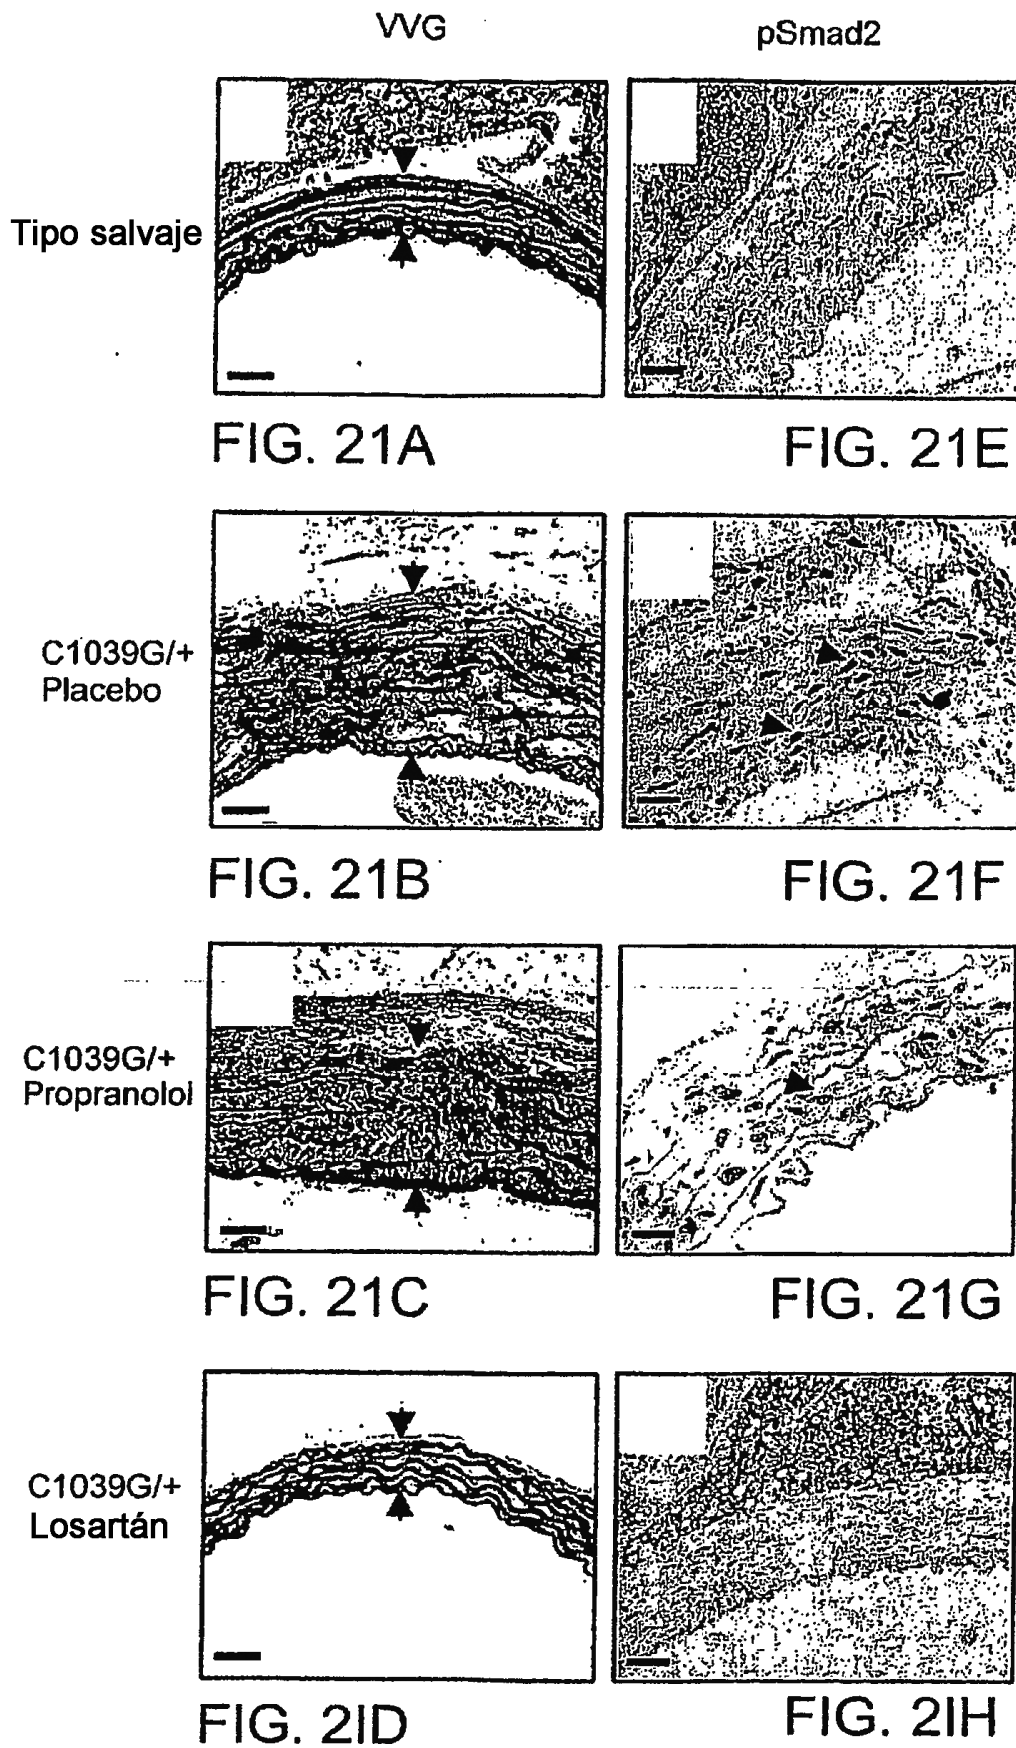 VVG
pSmad2
Tipo salvaje
FIG. 21A
FIG. 21E
C1039G/+
Placebo
FIG. 21B
FIG. 21F
C1039G/+
Propranolol
FIG. 21C
FIG. 21G
C1039G/+
Losartán
FIG. 2ID
FIG. 2IH